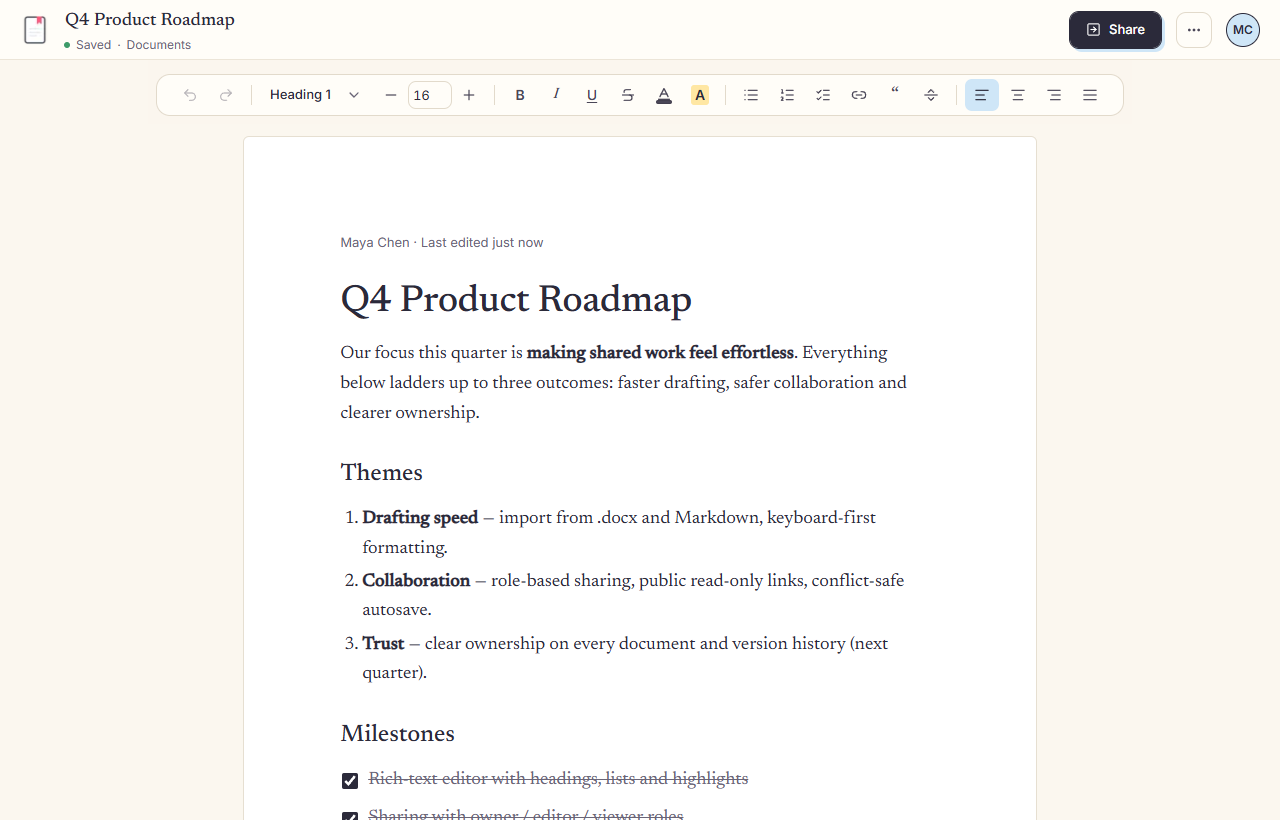 Q4 Product Roadmap
Saved · Documents
Share
MC
Heading 1
16
B
I
U
S
A
A
Q4 Product Roadmap
Maya Chen · Last edited just now
Q4 Product Roadmap
Our focus this quarter is making shared work feel effortless. Everything
below ladders up to three outcomes: faster drafting, safer collaboration and
clearer ownership.
Themes
1. Drafting speed — import from .docx and Markdown, keyboard-first
formatting.
2. Collaboration — role-based sharing, public read-only links, conflict-safe
autosave.
3. Trust — clear ownership on every document and version history (next
quarter).
Milestones
Rich-text editor with headings, lists and highlights
Sharing with owner / editor / viewer roles